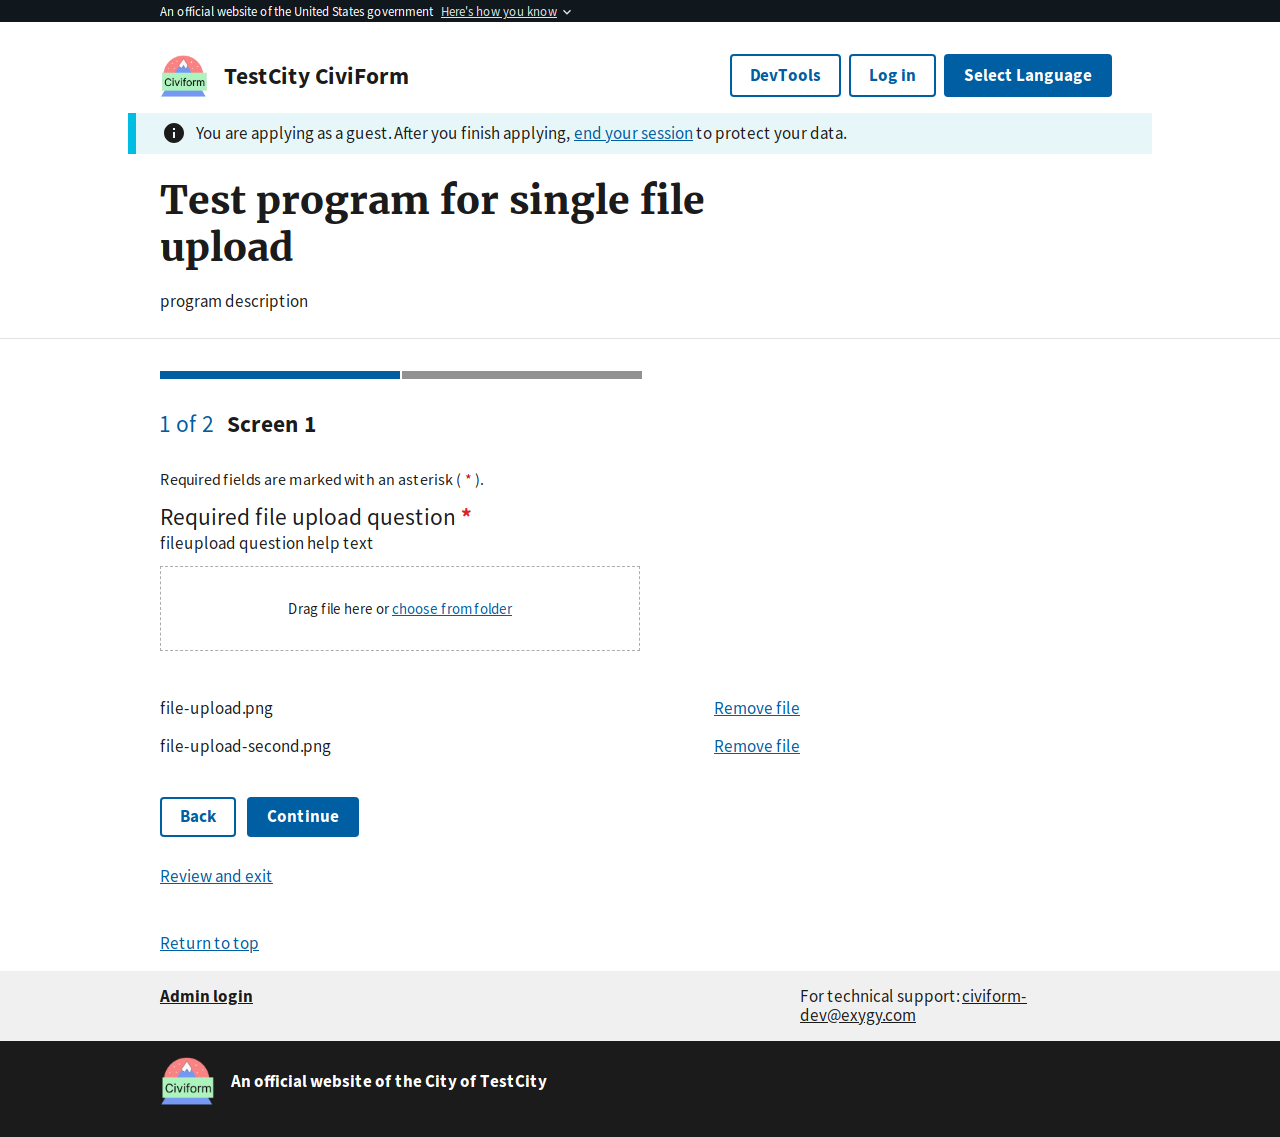 An official website of the United States government Here's how you know
Civiform
TestCity CiviForm
DevTools
Log in
Select Language
You are applying as a guest. After you finish applying, end your session to protect your data.
Test program for single file
upload
program description
1 of 2 Screen 1
Required fields are marked with an asterisk ( * ).
Required file upload question *
fileupload question help text
Drag file here or choose from folder
file-upload.png Remove file
file-upload-second.png Remove file
Back
Continue
Review and exit
Return to top
Admin login
For technical support: civiform-
dev@exygy.com
Civiform
An official website of the City of TestCity